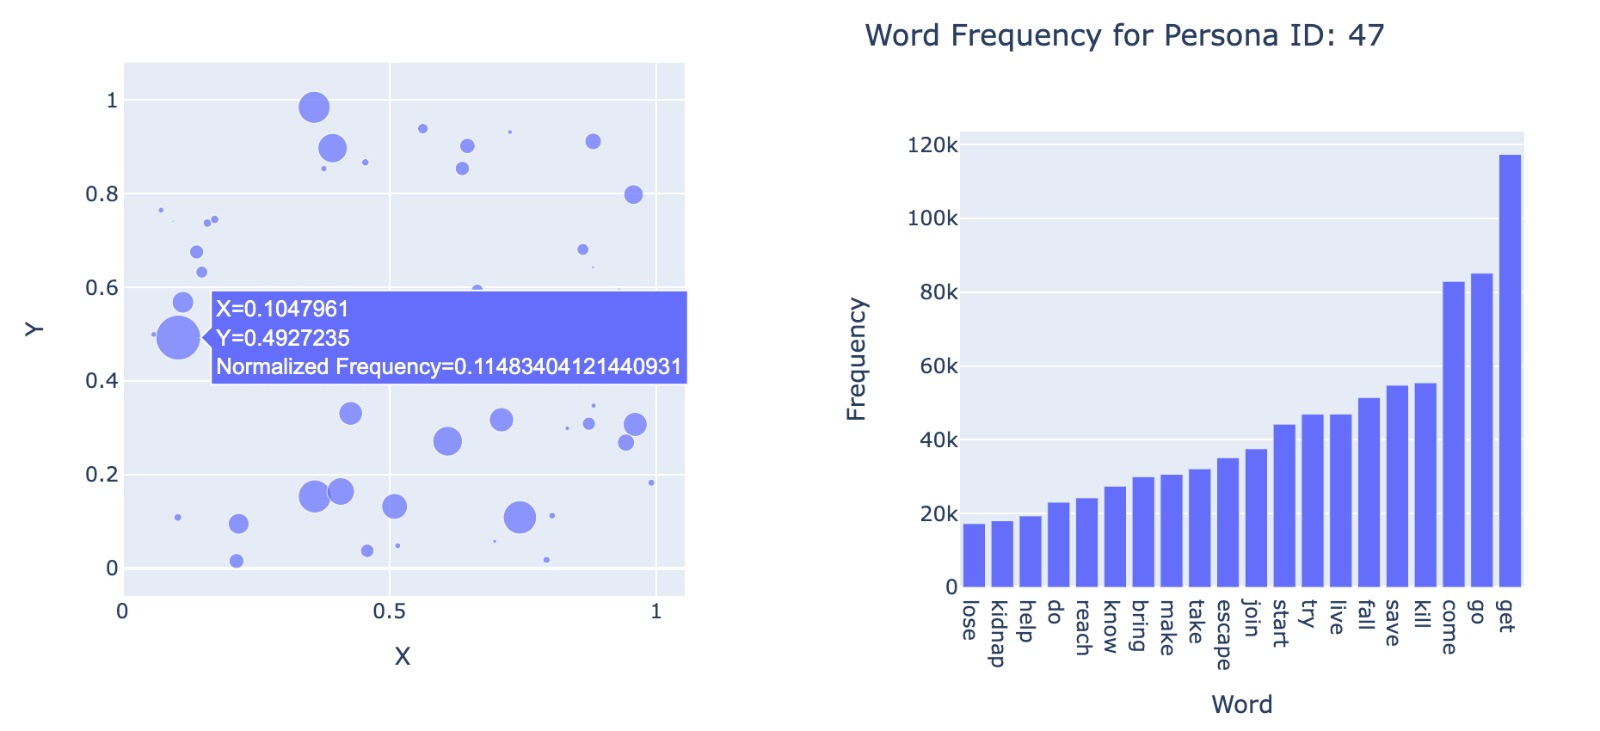 Word Frequency for Persona ID: 47
1
0.8
0.6
0.4
0.2
0
Y
0
0.5
1
X
X=0.1047961
Y=0.4927235
Normalized Frequency=0.11483404121440931
120k
100k
80k
60k
40k
20k
0
Frequency
lose
kidnap
help
do
reach
know
bring
make
take
escape
join
start
try
live
fall
save
kill
come
go
get
Word